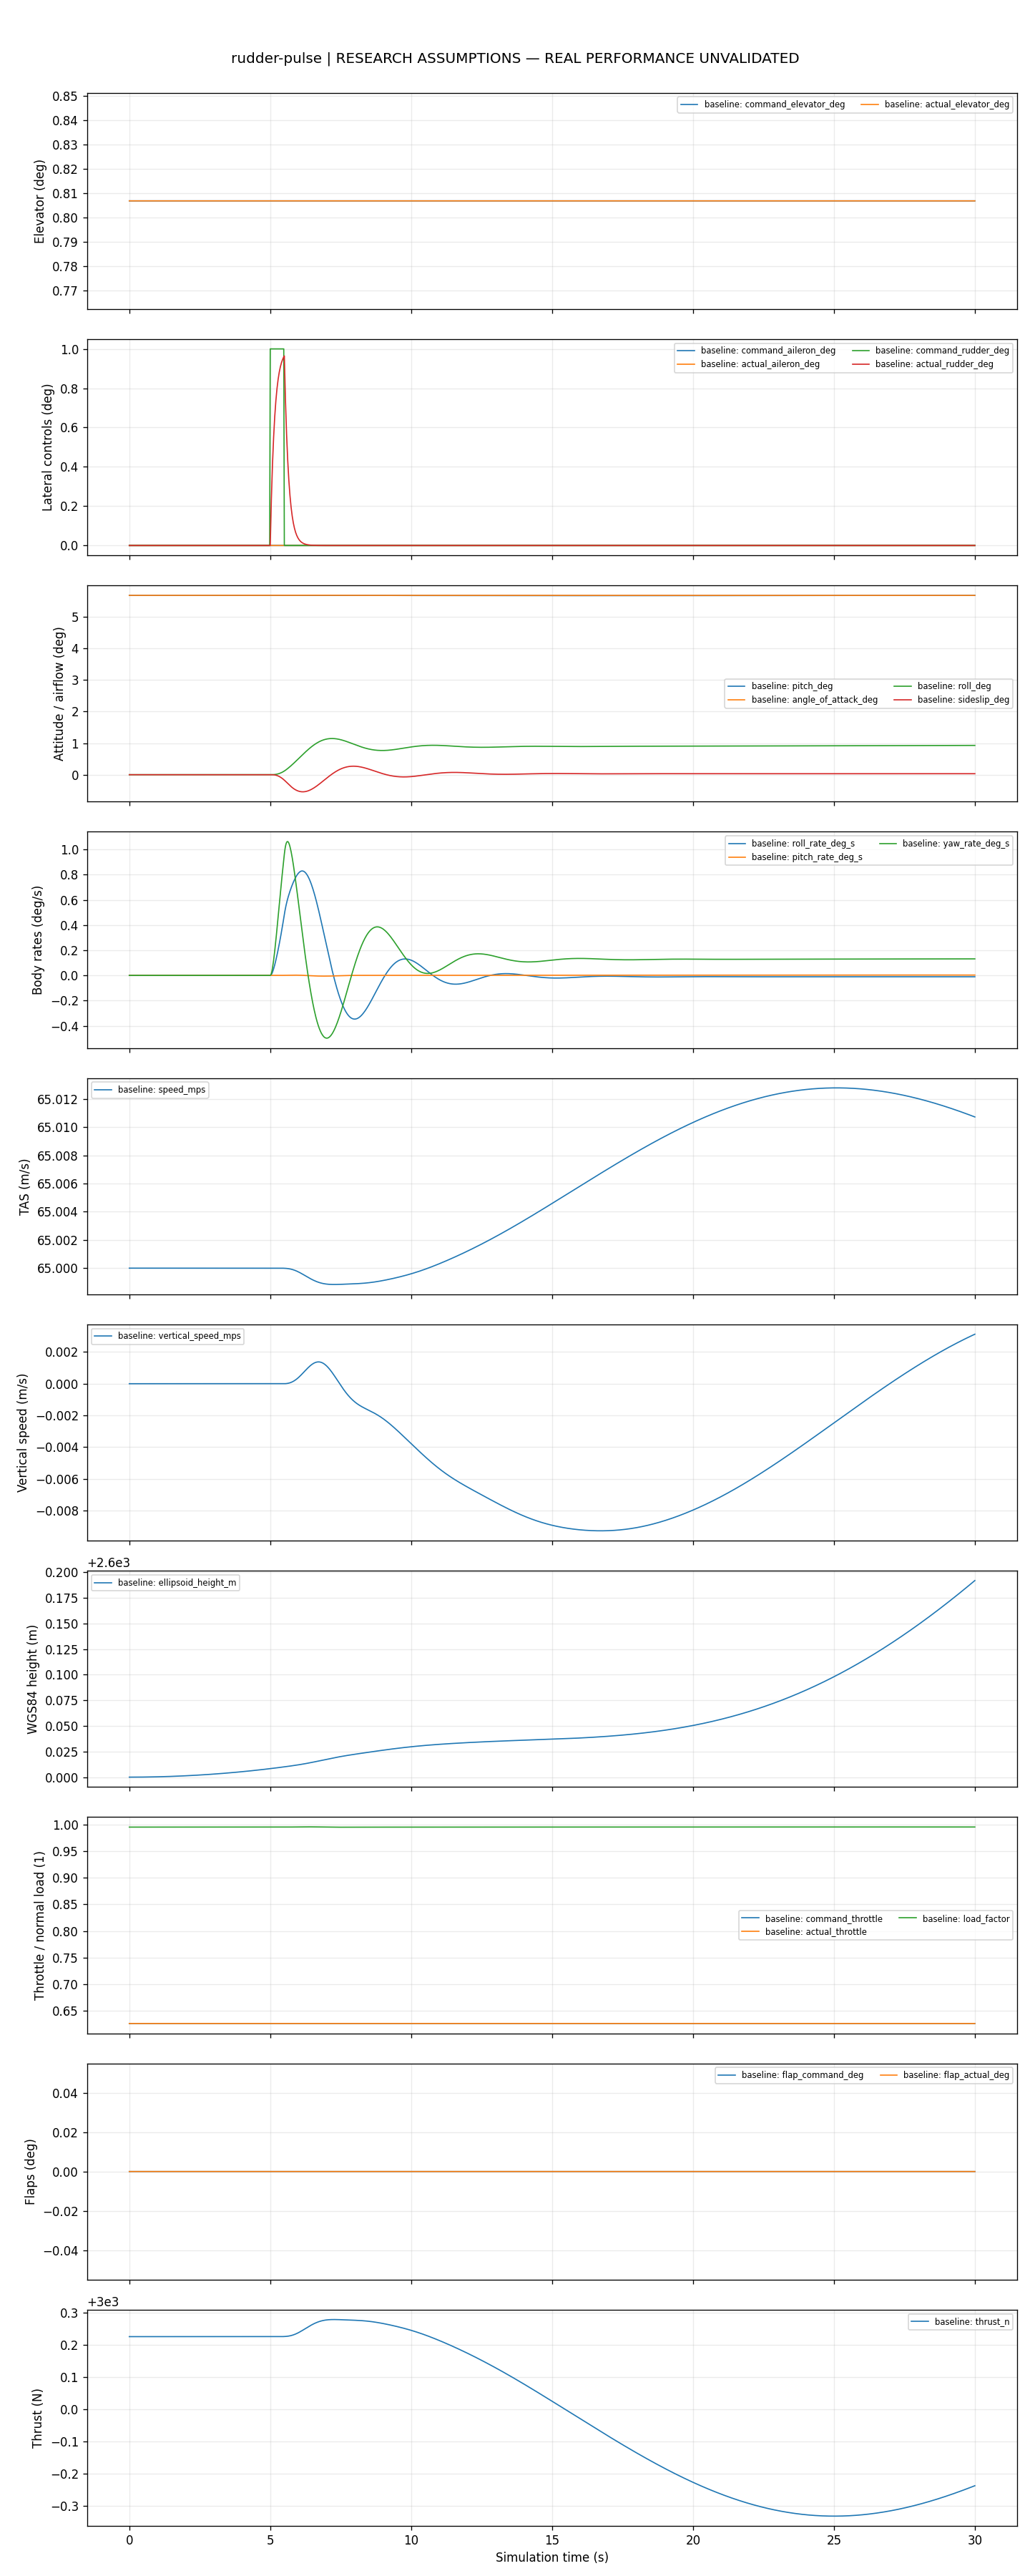 rudder-pulse | RESEARCH ASSUMPTIONS — REAL PERFORMANCE UNVALIDATED
Elevator (deg)
0.85
0.84
0.83
0.82
0.81
0.80
0.79
0.78
0.77
baseline: command_elevator_deg
baseline: actual_elevator_deg
Lateral controls (deg)
1.0
0.8
0.6
0.4
0.2
0.0
baseline: command_aileron_deg
baseline: actual_aileron_deg
baseline: command_rudder_deg
baseline: actual_rudder_deg
Attitude / airflow (deg)
5
4
3
2
1
0
baseline: pitch_deg
baseline: angle_of_attack_deg
baseline: roll_deg
baseline: sideslip_deg
Body rates (deg/s)
1.0
0.8
0.6
0.4
0.2
0.0
−0.2
−0.4
baseline: roll_rate_deg_s
baseline: pitch_rate_deg_s
baseline: yaw_rate_deg_s
TAS (m/s)
65.012
65.010
65.008
65.006
65.004
65.002
65.000
baseline: speed_mps
Vertical speed (m/s)
0.002
0.000
−0.002
−0.004
−0.006
−0.008
baseline: vertical_speed_mps
WGS84 height (m)
+2.6e3
0.200
0.175
0.150
0.125
0.100
0.075
0.050
0.025
0.000
baseline: ellipsoid_height_m
Throttle / normal load (1)
1.00
0.95
0.90
0.85
0.80
0.75
0.70
0.65
baseline: command_throttle
baseline: actual_throttle
baseline: load_factor
Flaps (deg)
0.04
0.02
0.00
−0.02
−0.04
baseline: flap_command_deg
baseline: flap_actual_deg
Thrust (N)
+3e3
0.3
0.2
0.1
0.0
−0.1
−0.2
−0.3
baseline: thrust_n
0
5
10
15
20
25
30
Simulation time (s)